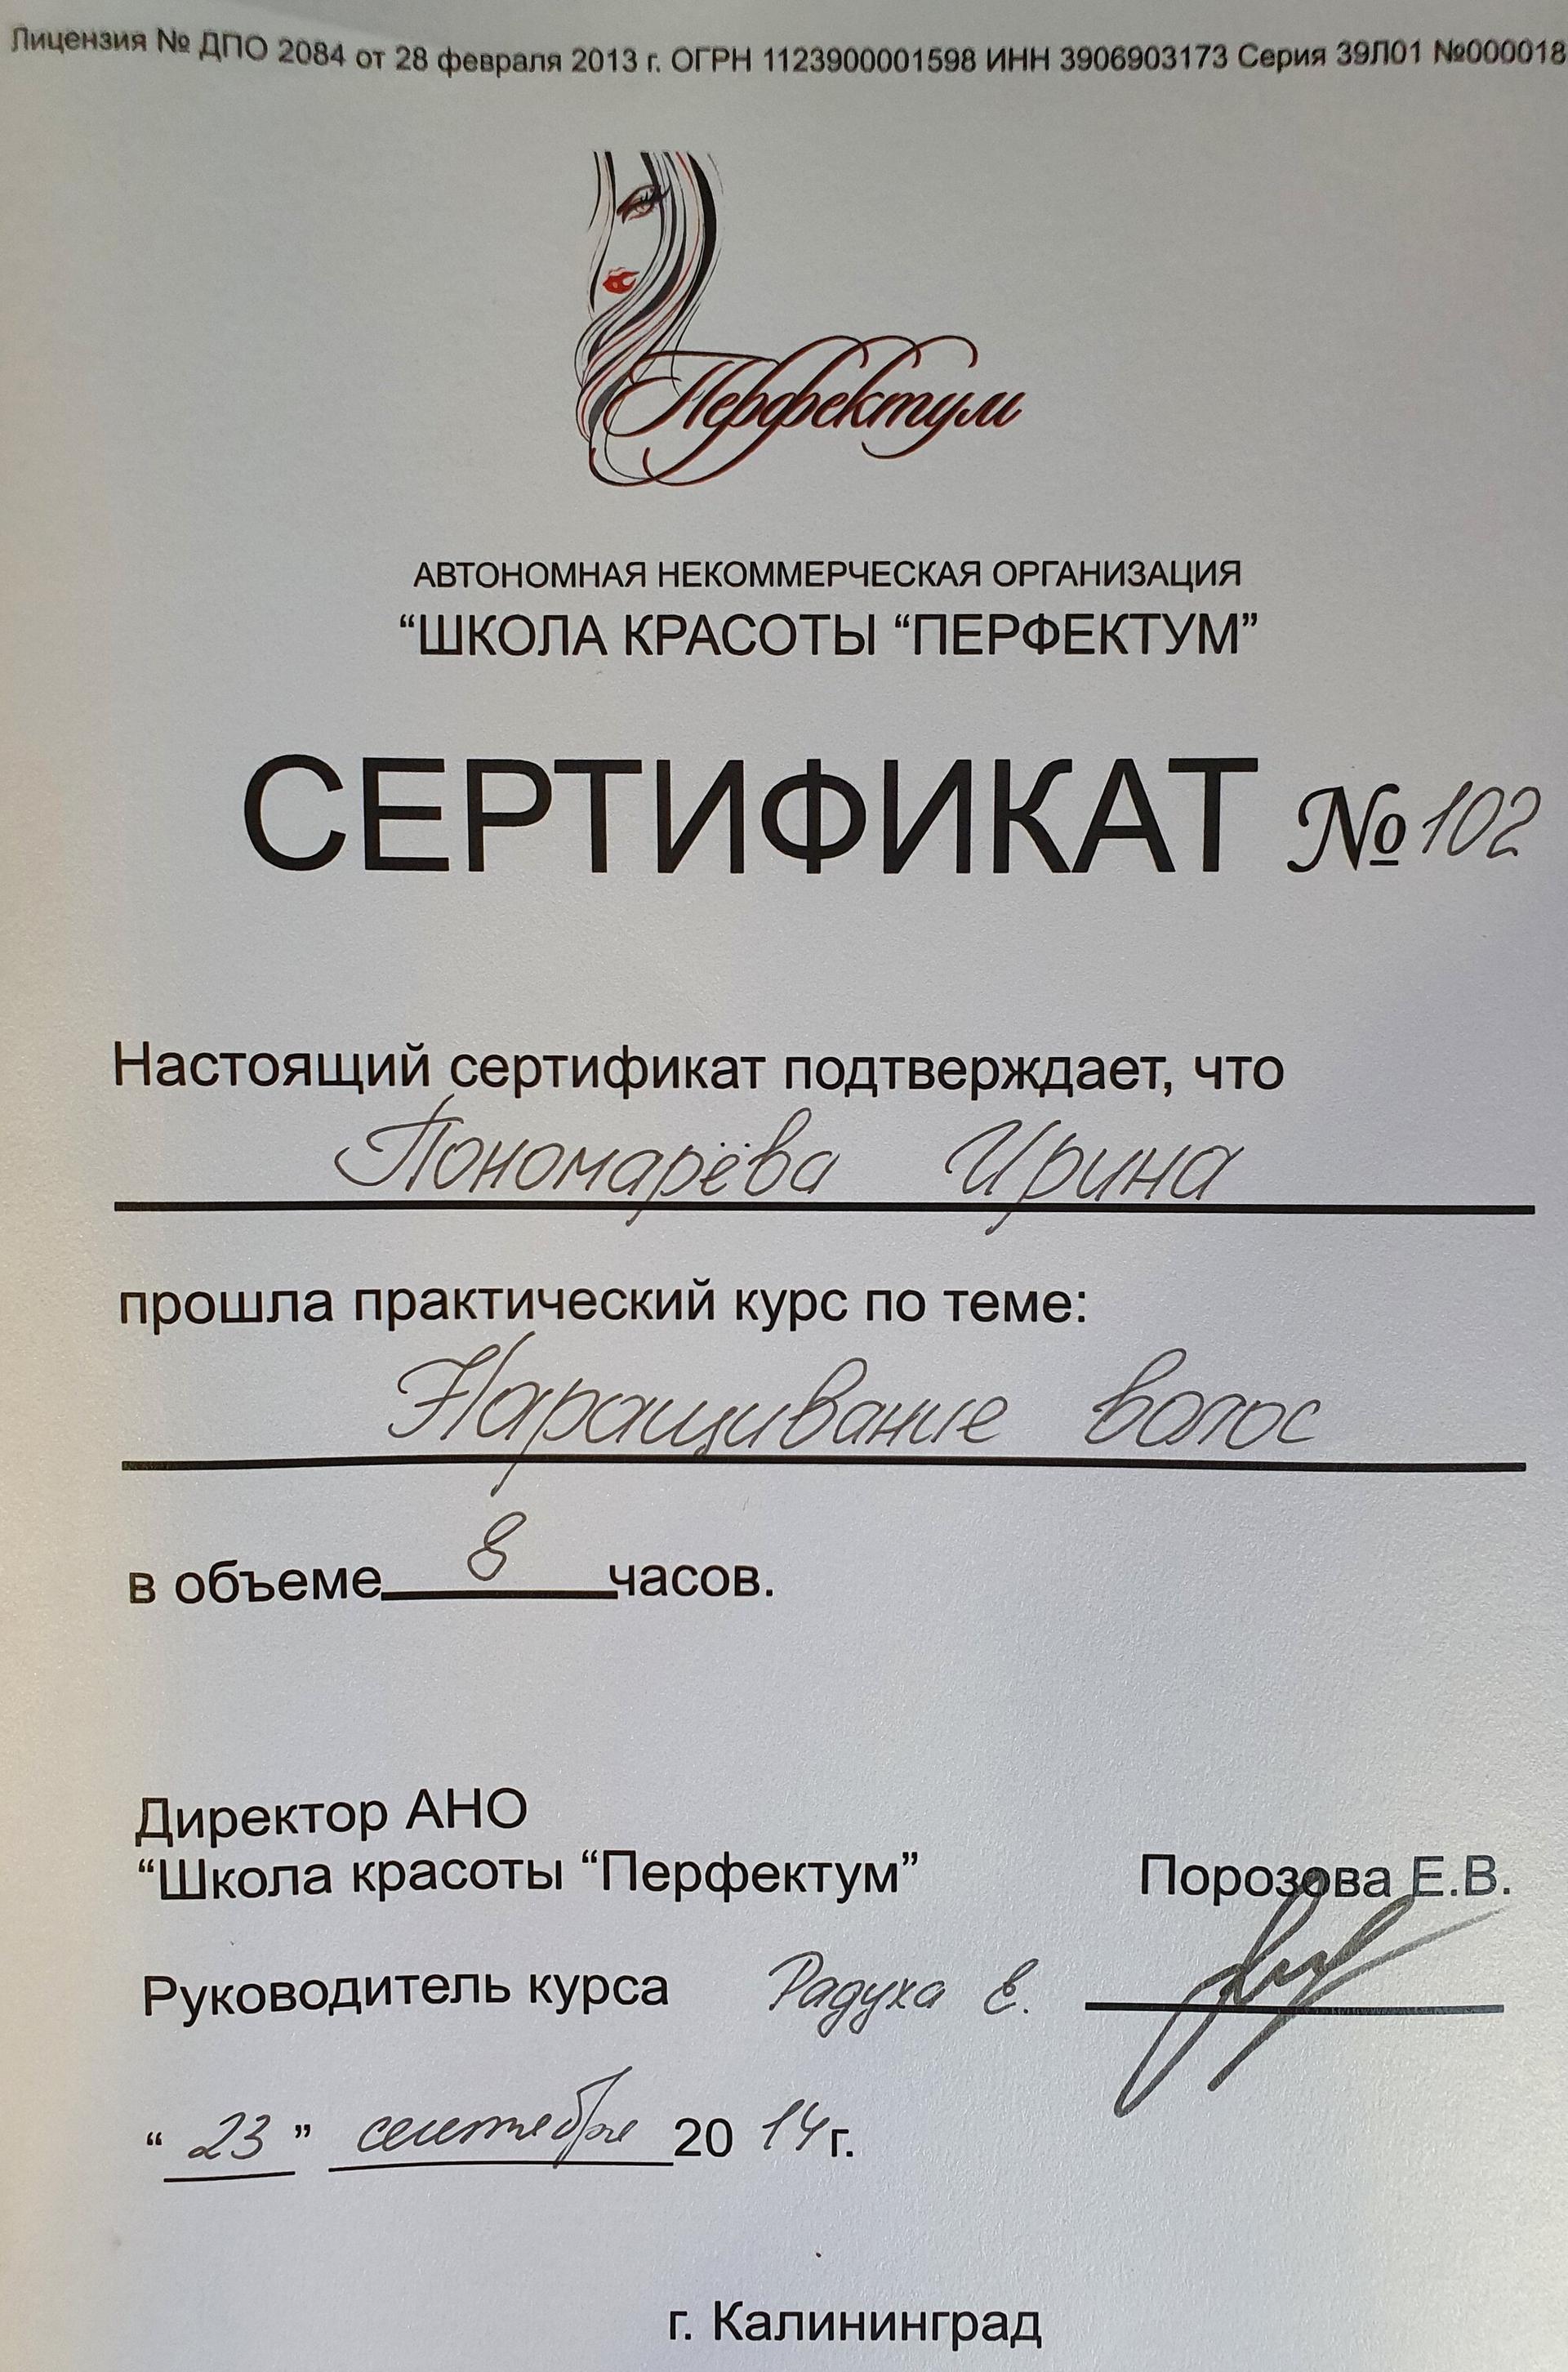 Лицензия № ДПО 2084 от 28 февраля 2013 г. ОГРН 1123900001598 ИНН 3906903173 Серия 39Л01 №000018
Перфектум
АВТОНОМНАЯ НЕКОММЕРЧЕСКАЯ ОРГАНИЗАЦИЯ
“ШКОЛА КРАСОТЫ “ПЕРФЕКТУМ”
СЕРТИФИКАТ №102
Настоящий сертификат подтверждает, что
Пономарёва Ирина
прошла практический курс по теме:
Наращивание волос
в объеме 8 часов.
Директор АНО
“Школа красоты “Перфектум” Порозова Е.В.
Руководитель курса Радуха Е.
“ 23 ” сентября 20 14 г.
г. Калининград